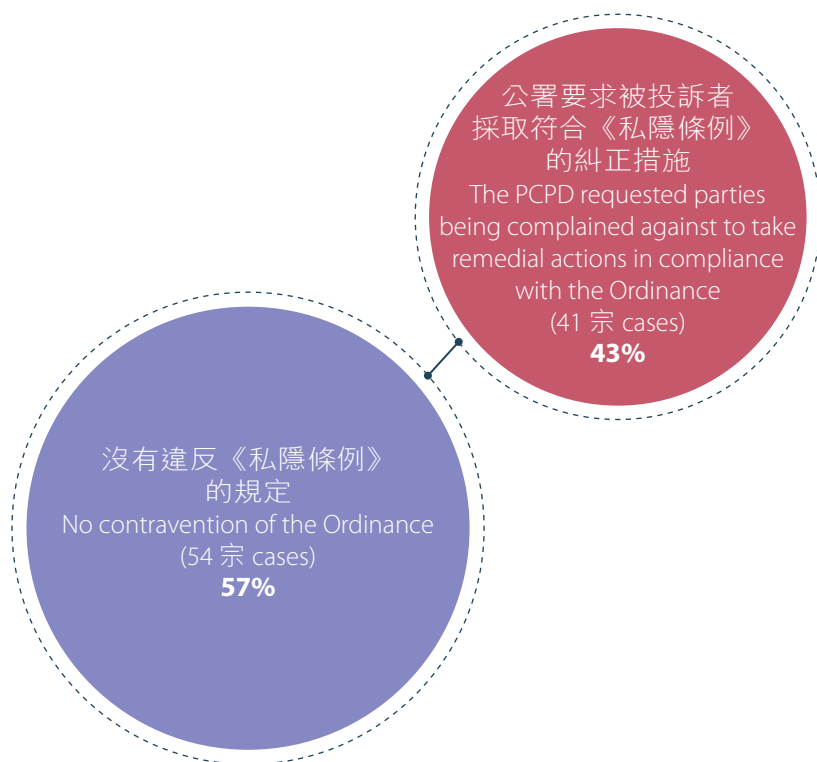 公署要求被投訴者
採取符合《私隱條例》
的糾正措施
The PCPD requested parties
being complained against to take
remedial actions in compliance
with the Ordinance
(41 宗 cases)
43%
沒有違反《私隱條例》
的規定
No contravention of the Ordinance
(54 宗 cases)
57%